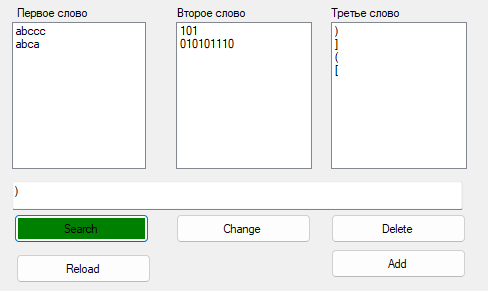 Первое слово Второе слово Третье слово
abccc 101 )
abca 010101110 ]
(
[
)
Search Change Delete
Reload Add